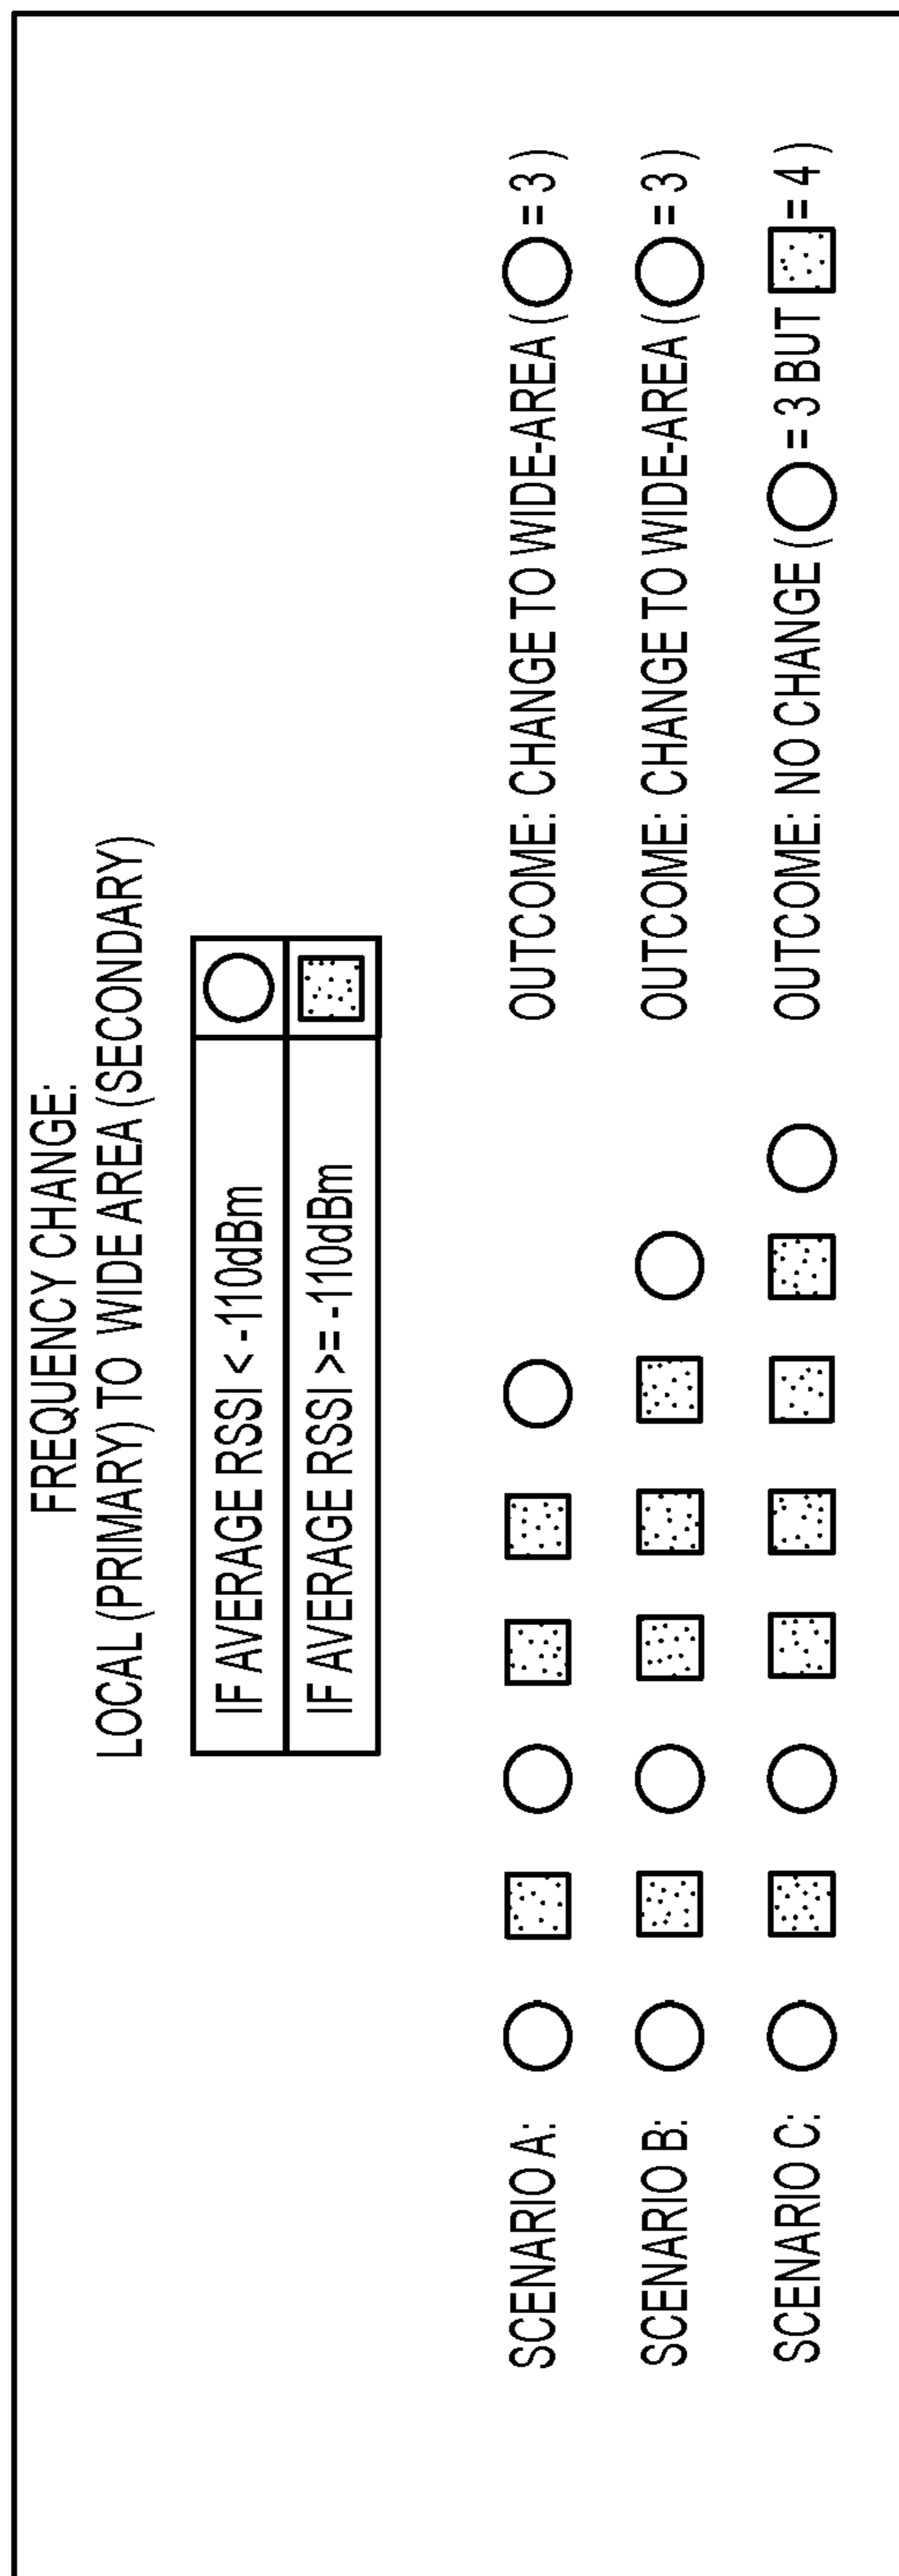 FREQUENCY CHANGE:
LOCAL (PRIMARY) TO WIDE AREA (SECONDARY)
IF AVERAGE RSSI < -110dBm
IF AVERAGE RSSI >= -110dBm
SCENARIO A: OUTCOME: CHANGE TO WIDE-AREA ( = 3 )
SCENARIO B: OUTCOME: CHANGE TO WIDE-AREA ( = 3 )
SCENARIO C: OUTCOME: NO CHANGE ( = 3 BUT = 4 )